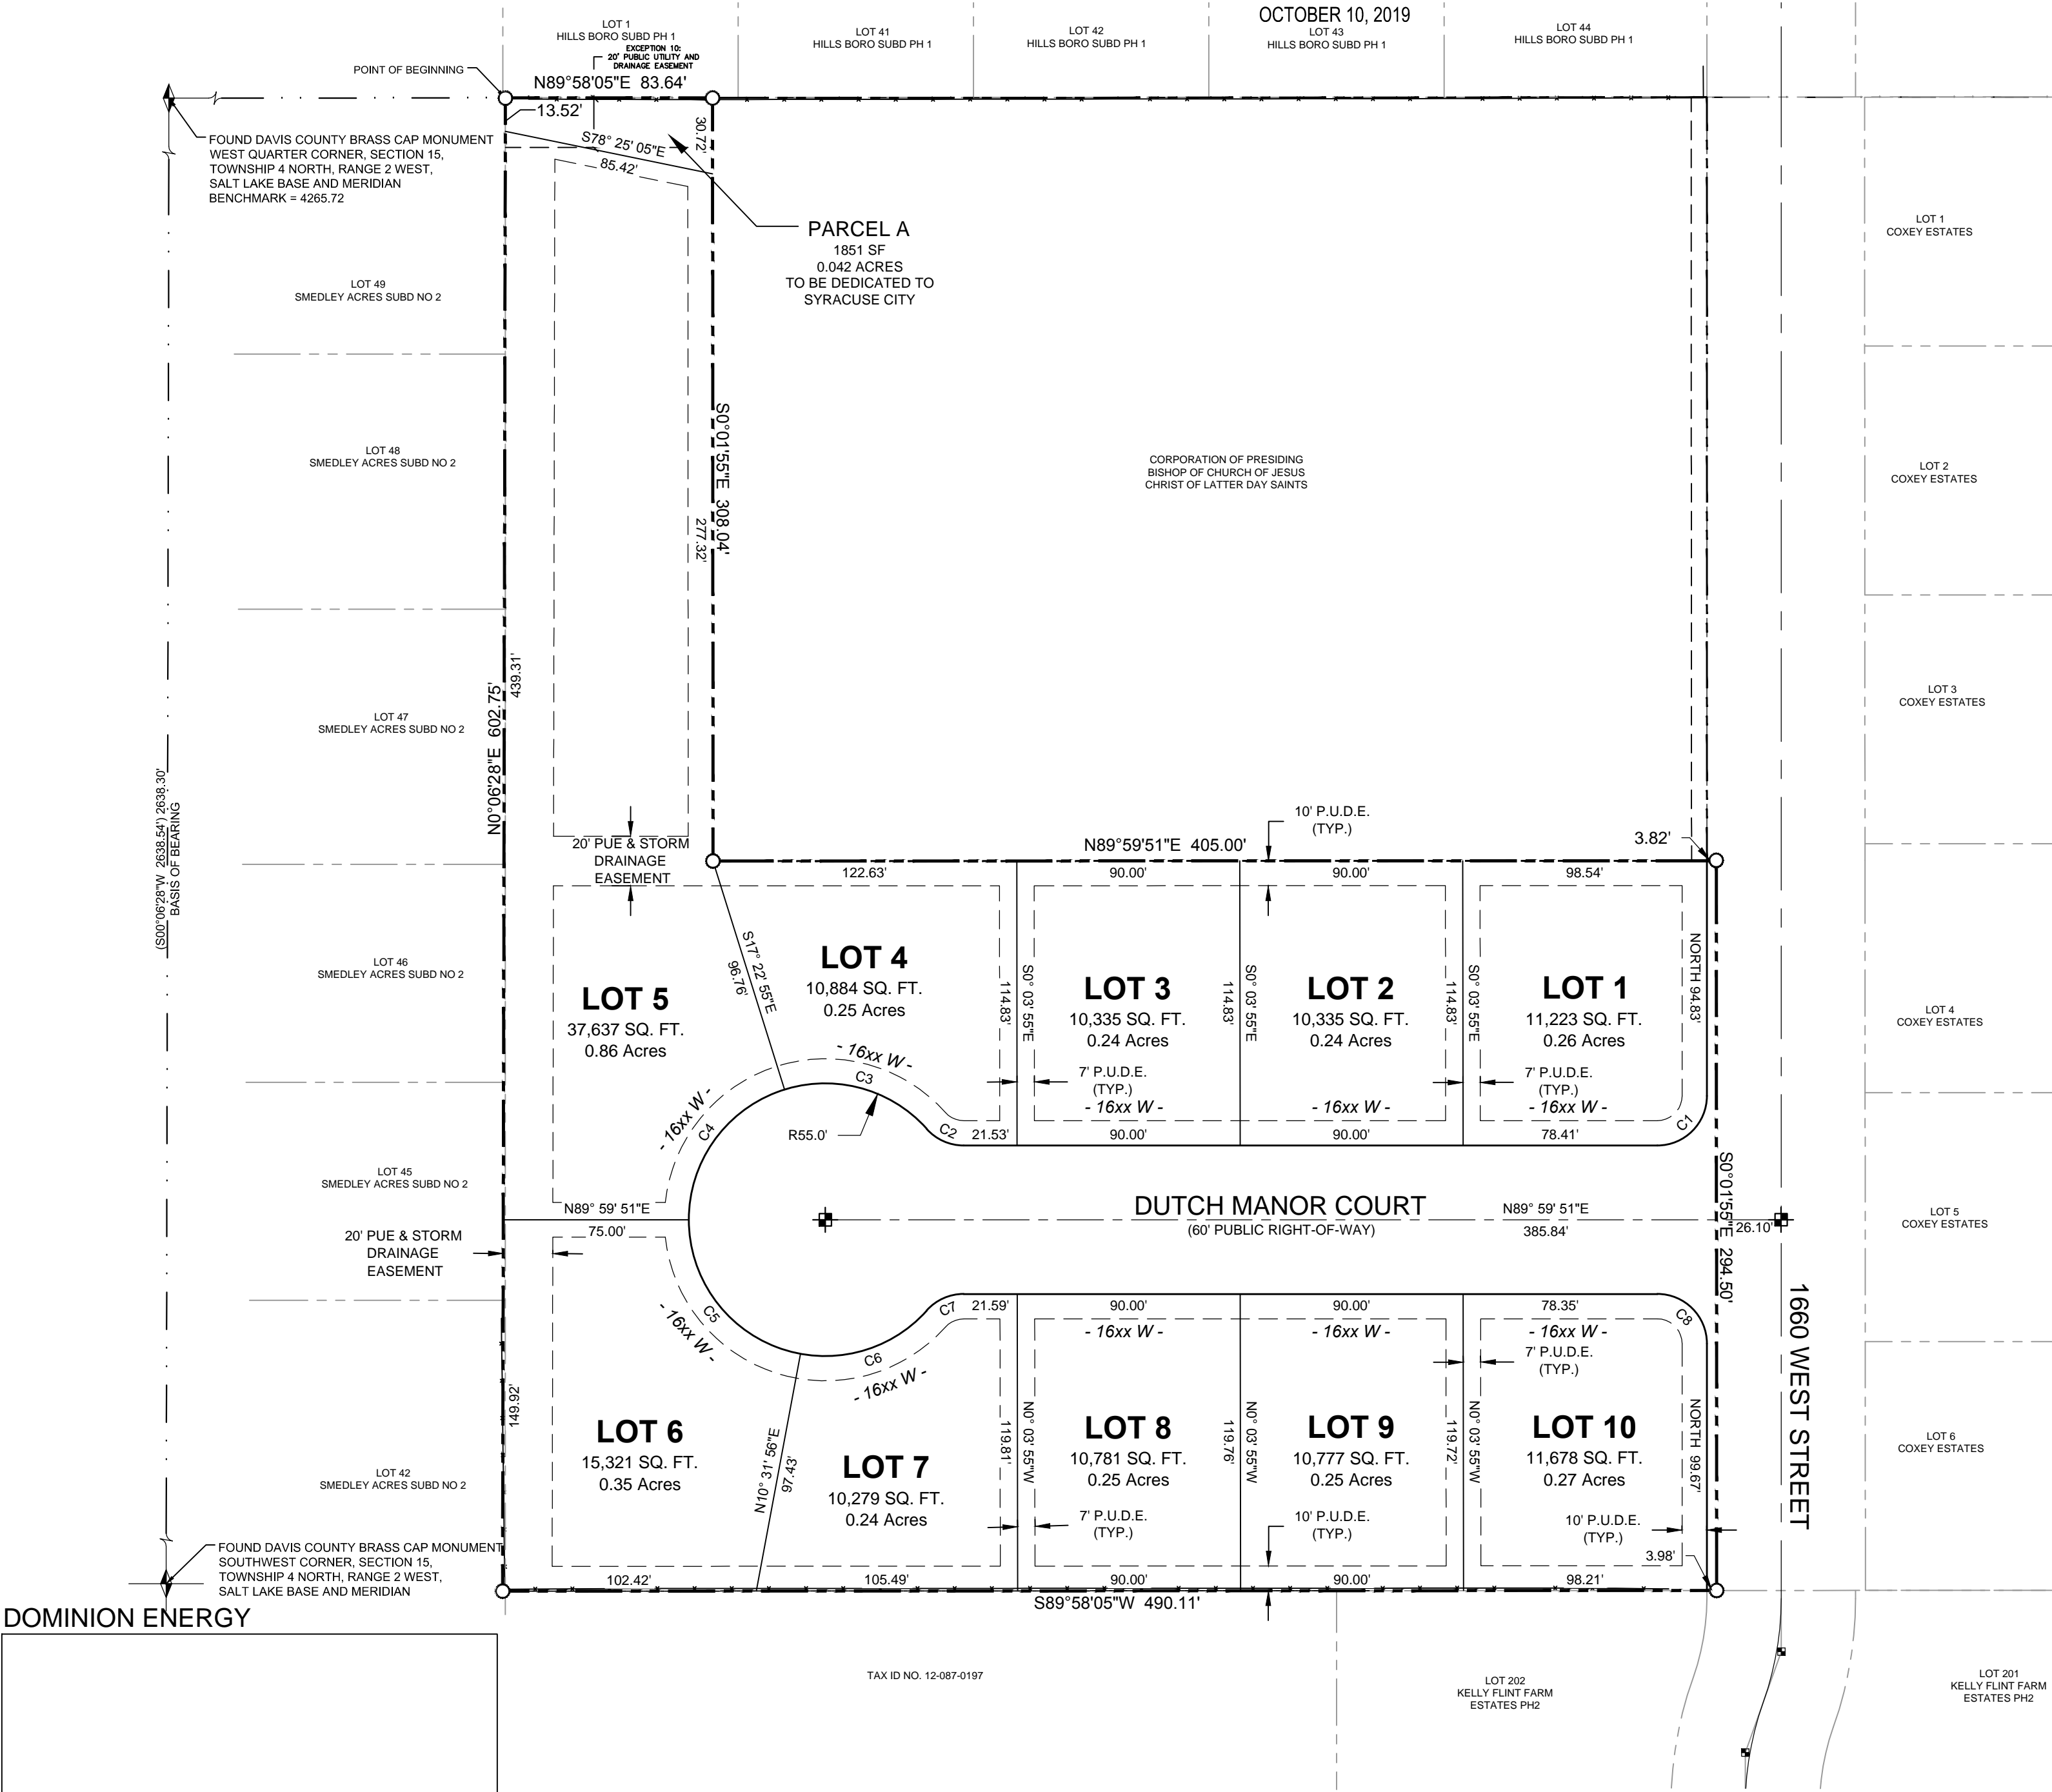 OCTOBER 10, 2019
LOT 1
HILLS BORO SUBD PH 1
LOT 41
HILLS BORO SUBD PH 1
LOT 42
HILLS BORO SUBD PH 1
LOT 43
HILLS BORO SUBD PH 1
LOT 44
HILLS BORO SUBD PH 1
EXCEPTION 10:
20' PUBLIC UTILITY AND
DRAINAGE EASEMENT
POINT OF BEGINNING
N89°58'05"E 83.64'
13.52'
30.72'
S78° 25' 05"E
85.42'
FOUND DAVIS COUNTY BRASS CAP MONUMENT
WEST QUARTER CORNER, SECTION 15,
TOWNSHIP 4 NORTH, RANGE 2 WEST,
SALT LAKE BASE AND MERIDIAN
BENCHMARK = 4265.72
PARCEL A
1851 SF
0.042 ACRES
TO BE DEDICATED TO
SYRACUSE CITY
LOT 1
COXEY ESTATES
LOT 49
SMEDLEY ACRES SUBD NO 2
LOT 48
SMEDLEY ACRES SUBD NO 2
S0°01'55"E 308.04'
277.32'
CORPORATION OF PRESIDING
BISHOP OF CHURCH OF JESUS
CHRIST OF LATTER DAY SAINTS
LOT 2
COXEY ESTATES
LOT 47
SMEDLEY ACRES SUBD NO 2
N0°06'28"E 602.75'
439.31'
LOT 3
COXEY ESTATES
(S00°06'28"W 2638.54') 2638.30'
BASIS OF BEARING
20' PUE & STORM
DRAINAGE
EASEMENT
N89°59'51"E 405.00'
10' P.U.D.E.
(TYP.)
3.82'
122.63'
90.00'
90.00'
98.54'
LOT 46
SMEDLEY ACRES SUBD NO 2
LOT 5
37,637 SQ. FT.
0.86 Acres
S17° 22' 55"E
96.76'
LOT 4
10,884 SQ. FT.
0.25 Acres
114.83'
S0° 03' 55"E
LOT 3
10,335 SQ. FT.
0.24 Acres
114.83'
S0° 03' 55"E
LOT 2
10,335 SQ. FT.
0.24 Acres
114.83'
S0° 03' 55"E
LOT 1
11,223 SQ. FT.
0.26 Acres
NORTH 94.83'
LOT 4
COXEY ESTATES
- 16xx W -
C3
7' P.U.D.E.
(TYP.)
- 16xx W -
- 16xx W -
7' P.U.D.E.
(TYP.)
- 16xx W -
- 16xx W -
C4
R55.0'
C2
21.53'
90.00'
90.00'
78.41'
C1
LOT 45
SMEDLEY ACRES SUBD NO 2
N89° 59' 51"E
75.00'
DUTCH MANOR COURT
(60' PUBLIC RIGHT-OF-WAY)
N89° 59' 51"E
385.84'
S0°01'55"E 294.50'
26.10'
LOT 5
COXEY ESTATES
20' PUE & STORM
DRAINAGE
EASEMENT
C5
- 16xx W -
C7
21.59'
90.00'
90.00'
78.35'
C8
- 16xx W -
- 16xx W -
- 16xx W -
7' P.U.D.E.
(TYP.)
C6
- 16xx W -
1660 WEST STREET
149.92'
LOT 6
15,321 SQ. FT.
0.35 Acres
N10° 31' 56"E
97.43'
LOT 7
10,279 SQ. FT.
0.24 Acres
119.81'
N0° 03' 55"W
LOT 8
10,781 SQ. FT.
0.25 Acres
119.76'
N0° 03' 55"W
LOT 9
10,777 SQ. FT.
0.25 Acres
119.72'
N0° 03' 55"W
LOT 10
11,678 SQ. FT.
0.27 Acres
NORTH 99.67'
LOT 6
COXEY ESTATES
LOT 42
SMEDLEY ACRES SUBD NO 2
7' P.U.D.E.
(TYP.)
10' P.U.D.E.
(TYP.)
10' P.U.D.E.
(TYP.)
3.98'
FOUND DAVIS COUNTY BRASS CAP MONUMENT
SOUTHWEST CORNER, SECTION 15,
TOWNSHIP 4 NORTH, RANGE 2 WEST,
SALT LAKE BASE AND MERIDIAN
102.42'
105.49'
90.00'
90.00'
98.21'
S89°58'05"W 490.11'
DOMINION ENERGY
TAX ID NO. 12-087-0197
LOT 202
KELLY FLINT FARM
ESTATES PH2
LOT 201
KELLY FLINT FARM
ESTATES PH2